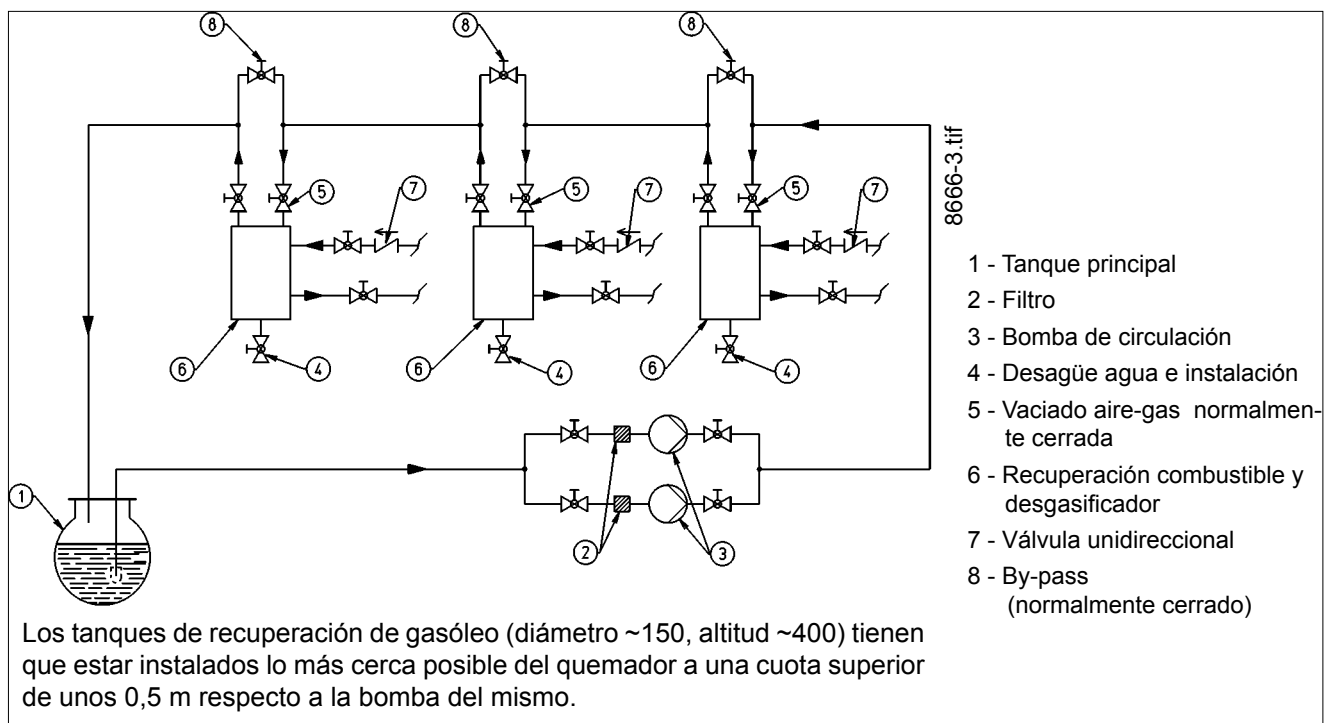 8 8 8
8666-3.tif
5 7 5 7 5 7
6 4 6 4 6 4
1 - Tanque principal
2 - Filtro
3 - Bomba de circulación
4 - Desagüe agua e instalación
5 - Vaciado aire-gas normalmen-
te cerrada
6 - Recuperación combustible y
desgasificador
7 - Válvula unidireccional
8 - By-pass
(normalmente cerrado)
1
2 3
Los tanques de recuperación de gasóleo (diámetro ~150, altitud ~400) tienen
que estar instalados lo más cerca posible del quemador a una cuota superior
de unos 0,5 m respecto a la bomba del mismo.